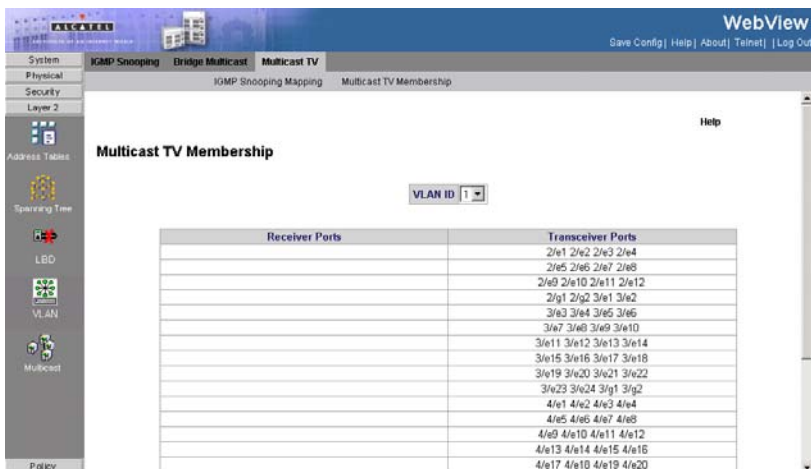 ALCATEL
WebView
Save Config| Help| About| Telnet| |Log Out
System
Physical
Security
Layer 2
Address Tables
Spanning Tree
LBD
VLAN
Multicast
Policy
IGMP Snooping Bridge Multicast Multicast TV
IGMP Snooping Mapping Multicast TV Membership
Help
Multicast TV Membership
VLAN ID 1
Receiver Ports Transceiver Ports
2/e1 2/e2 2/e3 2/e4
2/e5 2/e6 2/e7 2/e8
2/e9 2/e10 2/e11 2/e12
2/g1 2/g2 3/e1 3/e2
3/e3 3/e4 3/e5 3/e6
3/e7 3/e8 3/e9 3/e10
3/e11 3/e12 3/e13 3/e14
3/e15 3/e16 3/e17 3/e18
3/e19 3/e20 3/e21 3/e22
3/e23 3/e24 3/g1 3/g2
4/e1 4/e2 4/e3 4/e4
4/e5 4/e6 4/e7 4/e8
4/e9 4/e10 4/e11 4/e12
4/e13 4/e14 4/e15 4/e16
4/e17 4/e18 4/e19 4/e20